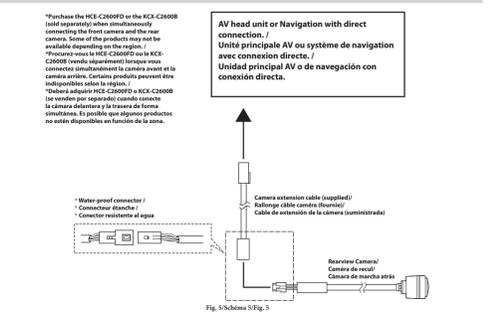 *Purchase the HCE-C2600FD or the KCX-C2600B
(sold separately) when simultaneously
connecting the front camera and the rear
camera. Some of the products may not be
available depending on the region. /
*Procurez-vous le HCE-C2600FD ou le KCX-
C2600B (vendu séparément) lorsque vous
connectez simultanément la caméra avant et la
caméra arrière. Certains produits peuvent être
indisponibles selon la région. /
*Deberá adquirir HCE-C2600FD o KCX-C2600B
(se venden por separado) cuando conecte
la cámara delantera y la trasera de forma
simultánea. Es posible que algunos productos
no estén disponibles en función de la zona.
AV head unit or Navigation with direct
connection. /
Unité principale AV ou système de navigation
avec connexion directe. /
Unidad principal AV o de navegación con
conexión directa.
Camera extension cable (supplied)/
Rallonge câble caméra (fournie)/
Cable de extensión de la cámara (suministrada)
* Water-proof connector /
* Connecteur étanche /
* Conector resistente al agua
Rearview Camera/
Caméra de recul/
Cámara de marcha atrás
Fig. 5/Schéma 5/Fig. 5